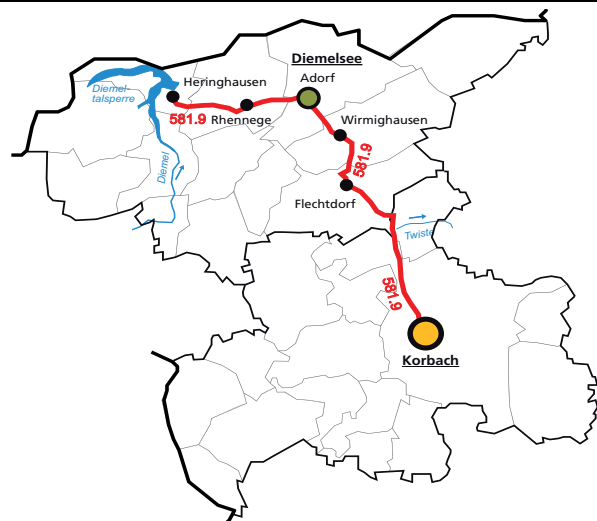 Diemelsee
Adorf
Heringhausen
Diemel-
talsperre
581.9
Rhennege
Wirmighausen
581.9
Diemel
Flechtdorf
Twiste
581.9
Korbach